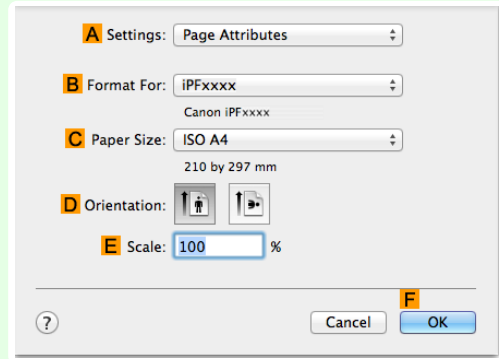 A Settings: Page Attributes
B Format For: iPFxxxx
Canon iPFxxxx
C Paper Size: ISO A4
210 by 297 mm
D Orientation:
E Scale: 100 %
F
? Cancel OK